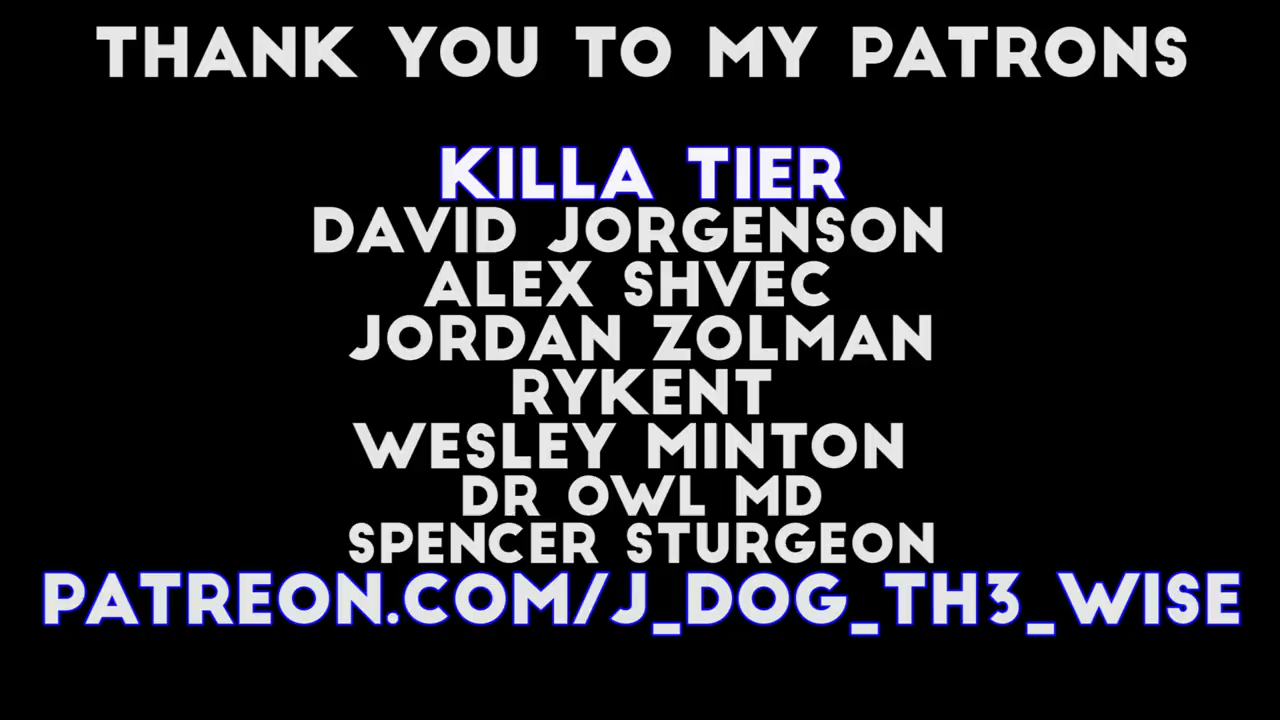 THANK YOU TO MY PATRONS
KILLA TIER
DAVID JORGENSON
ALEX SHVEC
JORDAN ZOLMAN
RYKENT
WESLEY MINTON
DR OWL MD
SPENCER STURGEON
PATREON.COM/J_DOG_TH3_WISE